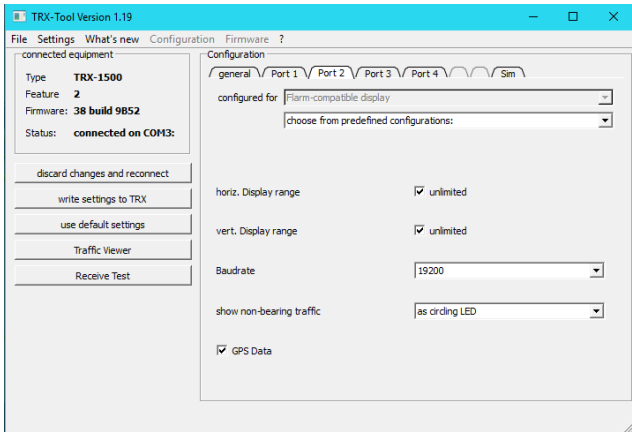 TRX-Tool Version 1.19
File Settings What's new Configuration Firmware ?
connected equipment
Type TRX-1500
Feature 2
Firmware: 38 build 9B52
Status: connected on COM3:
discard changes and reconnect
write settings to TRX
use default settings
Traffic Viewer
Receive Test
Configuration
general Port 1 Port 2 Port 3 Port 4 Sim
configured for Flarm-compatible display
choose from predefined configurations:
horiz. Display range unlimited
vert. Display range unlimited
Baudrate 19200
show non-bearing traffic as circling LED
GPS Data